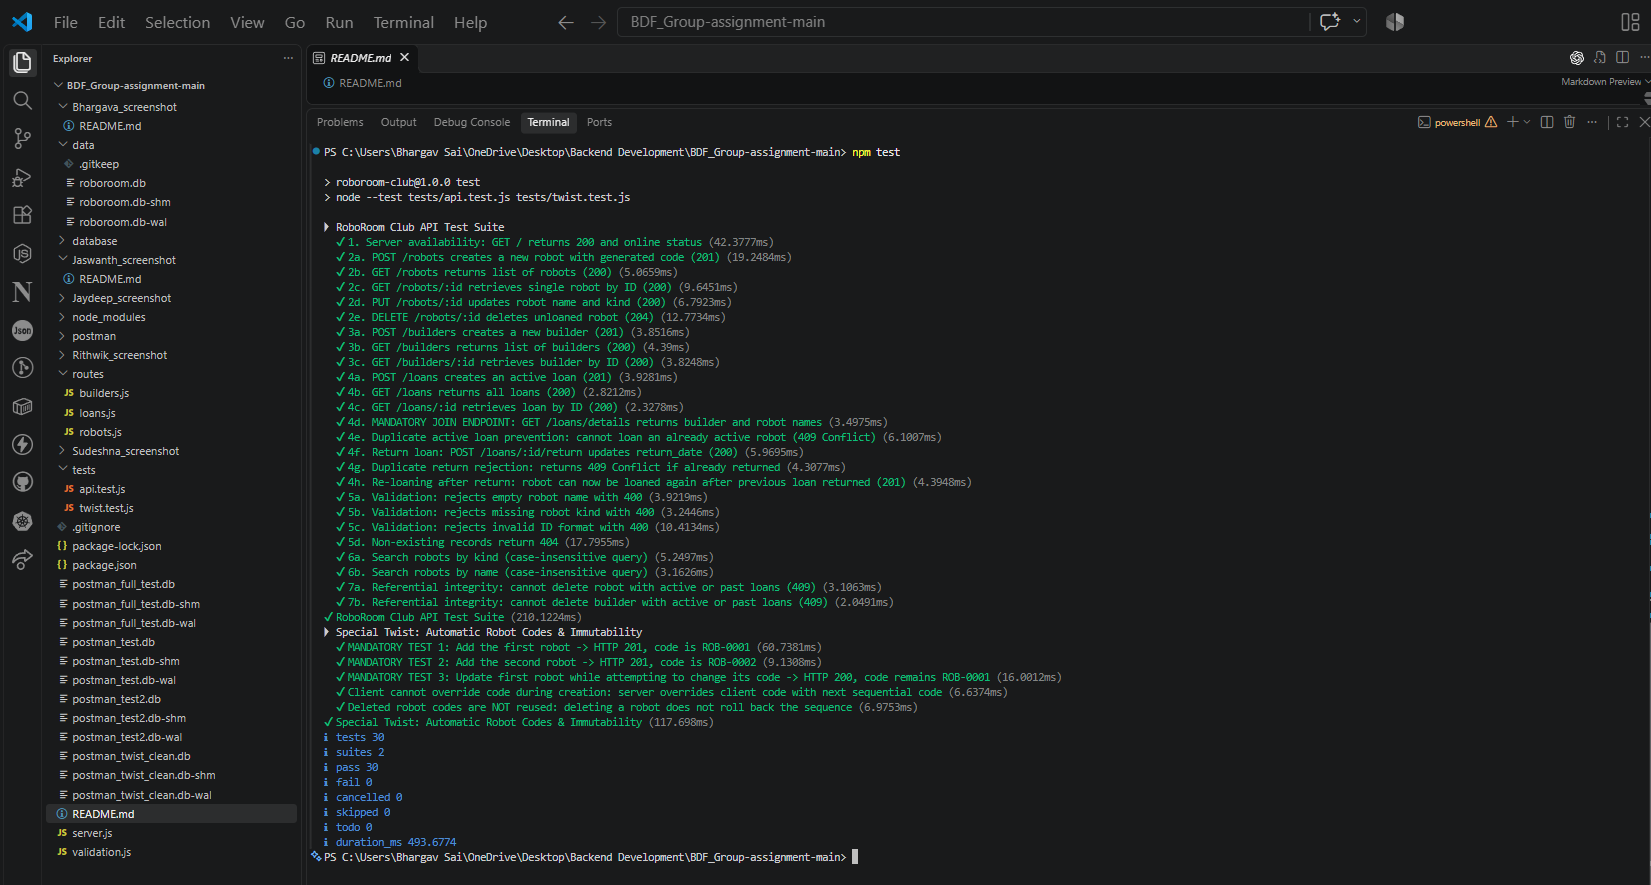 File Edit Selection View Go Run Terminal Help
BDF_Group-assignment-main
Explorer
BDF_Group-assignment-main
Bhargava_screenshot
README.md
data
.gitkeep
roboroom.db
roboroom.db-shm
roboroom.db-wal
database
Jaswanth_screenshot
README.md
Jaydeep_screenshot
node_modules
postman
Rithwik_screenshot
routes
JS builders.js
JS loans.js
JS robots.js
Sudeshna_screenshot
tests
JS api.test.js
JS twist.test.js
.gitignore
{} package-lock.json
{} package.json
postman_full_test.db
postman_full_test.db-shm
postman_full_test.db-wal
postman_test.db
postman_test.db-shm
postman_test.db-wal
postman_test2.db
postman_test2.db-shm
postman_test2.db-wal
postman_twist_clean.db
postman_twist_clean.db-shm
postman_twist_clean.db-wal
README.md
JS server.js
JS validation.js
N
Json
README.md
README.md
Markdown Preview
Problems Output Debug Console Terminal Ports
powershell
PS C:\Users\Bhargav Sai\OneDrive\Desktop\Backend Development\BDF_Group-assignment-main> npm test
> roboroom-club@1.0.0 test
> node --test tests/api.test.js tests/twist.test.js
RoboRoom Club API Test Suite
✓ 1. Server availability: GET / returns 200 and online status (42.3777ms)
✓ 2a. POST /robots creates a new robot with generated code (201) (19.2484ms)
✓ 2b. GET /robots returns list of robots (200) (5.0659ms)
✓ 2c. GET /robots/:id retrieves single robot by ID (200) (9.6451ms)
✓ 2d. PUT /robots/:id updates robot name and kind (200) (6.7923ms)
✓ 2e. DELETE /robots/:id deletes unloaned robot (204) (12.7734ms)
✓ 3a. POST /builders creates a new builder (201) (3.8516ms)
✓ 3b. GET /builders returns list of builders (200) (4.39ms)
✓ 3c. GET /builders/:id retrieves builder by ID (200) (3.8248ms)
✓ 4a. POST /loans creates an active loan (201) (3.9281ms)
✓ 4b. GET /loans returns all loans (200) (2.8212ms)
✓ 4c. GET /loans/:id retrieves loan by ID (200) (2.3278ms)
✓ 4d. MANDATORY JOIN ENDPOINT: GET /loans/details returns builder and robot names (3.4975ms)
✓ 4e. Duplicate active loan prevention: cannot loan an already active robot (409 Conflict) (6.1007ms)
✓ 4f. Return loan: POST /loans/:id/return updates return_date (200) (5.9695ms)
✓ 4g. Duplicate return rejection: returns 409 Conflict if already returned (4.3077ms)
✓ 4h. Re-loaning after return: robot can now be loaned again after previous loan returned (201) (4.3948ms)
✓ 5a. Validation: rejects empty robot name with 400 (3.9219ms)
✓ 5b. Validation: rejects missing robot kind with 400 (3.2446ms)
✓ 5c. Validation: rejects invalid ID format with 400 (10.4134ms)
✓ 5d. Non-existing records return 404 (17.7955ms)
✓ 6a. Search robots by kind (case-insensitive query) (5.2497ms)
✓ 6b. Search robots by name (case-insensitive query) (3.1626ms)
✓ 7a. Referential integrity: cannot delete robot with active or past loans (409) (3.1063ms)
✓ 7b. Referential integrity: cannot delete builder with active or past loans (409) (2.0491ms)
✓ RoboRoom Club API Test Suite (210.1224ms)
Special Twist: Automatic Robot Codes & Immutability
✓ MANDATORY TEST 1: Add the first robot -> HTTP 201, code is ROB-0001 (60.7381ms)
✓ MANDATORY TEST 2: Add the second robot -> HTTP 201, code is ROB-0002 (9.1308ms)
✓ MANDATORY TEST 3: Update first robot while attempting to change its code -> HTTP 200, code remains ROB-0001 (16.0012ms)
✓ Client cannot override code during creation: server overrides client code with next sequential code (6.6374ms)
✓ Deleted robot codes are NOT reused: deleting a robot does not roll back the sequence (6.9753ms)
✓ Special Twist: Automatic Robot Codes & Immutability (117.698ms)
i tests 30
i suites 2
i pass 30
i fail 0
i cancelled 0
i skipped 0
i todo 0
i duration_ms 493.6774
PS C:\Users\Bhargav Sai\OneDrive\Desktop\Backend Development\BDF_Group-assignment-main>